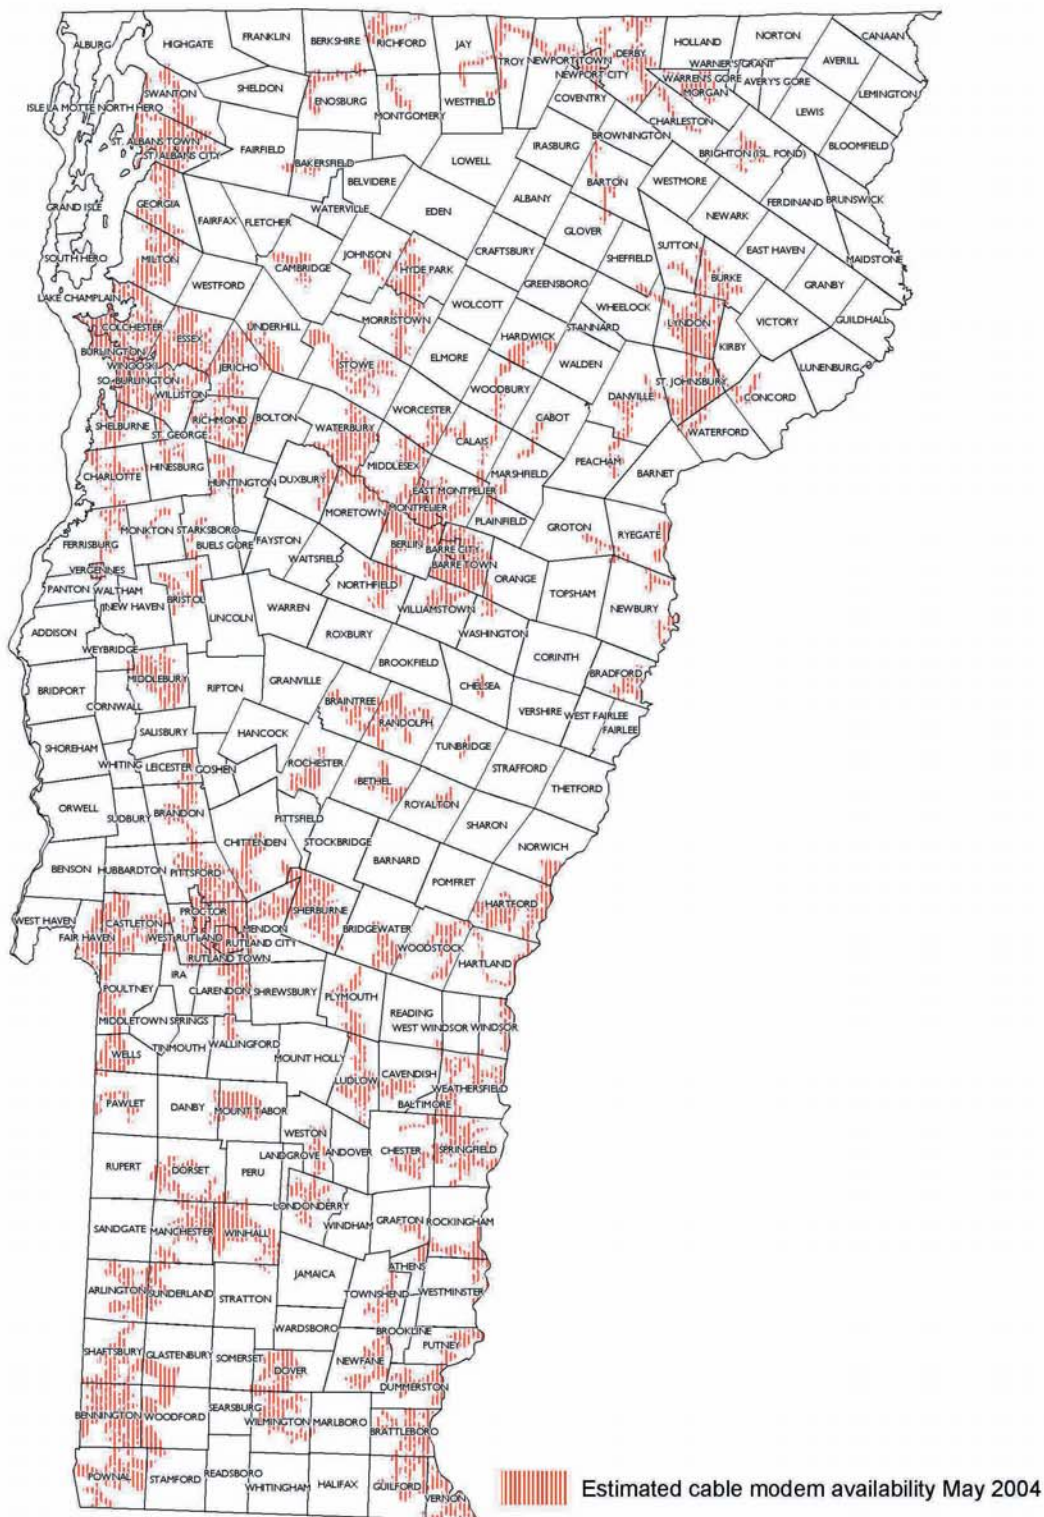 ALBURG
HIGHGATE
FRANKLIN
BERKSHIRE
RICHFORD
JAY
TROY
NEWPORT TOWN
NEWPORT CITY
DERBY
HOLLAND
NORTON
CANAAN
WARNER'S GRANT
AVERILL
WARREN'S GORE
AVERY'S GORE
MORGAN
LEMINGTON
ISLE LA MOTTE
NORTH HERO
SWANTON
SHELDON
ENOSBURG
MONTGOMERY
WESTFIELD
COVENTRY
CHARLESTON
LEWIS
BLOOMFIELD
ST. ALBANS TOWN
ST. ALBANS CITY
FAIRFIELD
BAKERSFIELD
LOWELL
IRASBURG
BROWNINGTON
BRIGHTON (ISL. POND)
BELVIDERE
BARTON
WESTMORE
FERDINAND
BRUNSWICK
GRAND ISLE
GEORGIA
FAIRFAX
FLETCHER
WATERVILLE
EDEN
ALBANY
NEWARK
GLOVER
SOUTH HERO
MILTON
CAMBRIDGE
JOHNSON
HYDE PARK
CRAFTSBURY
SHEFFIELD
SUTTON
EAST HAVEN
MAIDSTONE
WESTFORD
GREENSBORO
BURKE
GRANBY
LAKE CHAMPLAIN
WOLCOTT
WHEELOCK
COLCHESTER
ESSEX
UNDERHILL
MORRISTOWN
HARDWICK
STANNARD
LYNDON
VICTORY
GUILDHALL
BURLINGTON
WINOOSKI
JERICHO
STOWE
ELMORE
WALDEN
KIRBY
LUNENBURG
SO. BURLINGTON
WILLISTON
WOODBURY
ST. JOHNSBURY
DANVILLE
CONCORD
SHELBURNE
ST. GEORGE
RICHMOND
BOLTON
WATERBURY
WORCESTER
CALAIS
CABOT
WATERFORD
CHARLOTTE
HINESBURG
HUNTINGTON
DUXBURY
MIDDLESEX
MARSHFIELD
PEACHAM
BARNET
EAST MONTPELIER
MONTPELIER
MORETOWN
PLAINFIELD
GROTON
RYEGATE
FERRISBURG
MONKTON
STARKSBORO
BUELS GORE
FAYSTON
WAITSFIELD
BERLIN
BARRE CITY
BARRE TOWN
ORANGE
VERGENNES
PANTON
WALTHAM
NEW HAVEN
BRISTOL
LINCOLN
WARREN
NORTHFIELD
WILLIAMSTOWN
TOPSHAM
NEWBURY
ADDISON
ROXBURY
WASHINGTON
WEYBRIDGE
BROOKFIELD
CORINTH
BRADFORD
BRIDPORT
MIDDLEBURY
RIPTON
GRANVILLE
CHELSEA
CORNWALL
BRAINTREE
RANDOLPH
VERSHIRE
WEST FAIRLEE
FAIRLEE
SHOREHAM
SALISBURY
HANCOCK
TUNBRIDGE
WHITING
LEICESTER
GOSHEN
ROCHESTER
BETHEL
STRAFFORD
THETFORD
ORWELL
SUDBURY
BRANDON
PITTSFIELD
ROYALTON
SHARON
CHITTENDEN
STOCKBRIDGE
NORWICH
BENSON
HUBBARDTON
PITTSFORD
BARNARD
POMFRET
WEST HAVEN
CASTLETON
PROCTOR
MENDON
SHERBURNE
BRIDGEWATER
HARTFORD
FAIR HAVEN
WEST RUTLAND
RUTLAND CITY
WOODSTOCK
RUTLAND TOWN
HARTLAND
IRA
POULTNEY
CLARENDON
SHREWSBURY
PLYMOUTH
READING
MIDDLETOWN SPRINGS
WEST WINDSOR
WINDSOR
WELLS
TINMOUTH
WALLINGFORD
MOUNT HOLLY
LUDLOW
CAVENDISH
WEATHERSFIELD
BALTIMORE
PAWLET
DANBY
MOUNT TABOR
WESTON
LANDGROVE
ANDOVER
CHESTER
SPRINGFIELD
RUPERT
DORSET
PERU
LONDONDERRY
WINDHAM
GRAFTON
ROCKINGHAM
SANDGATE
MANCHESTER
WINHALL
ATHENS
JAMAICA
ARLINGTON
SUNDERLAND
STRATTON
TOWNSHEND
WESTMINSTER
WARDSBORO
BROOKLINE
PUTNEY
SHAFTSBURY
GLASTENBURY
SOMERSET
DOVER
NEWFANE
DUMMERSTON
BENNINGTON
WOODFORD
SEARSBURG
WILMINGTON
MARLBORO
BRATTLEBORO
POWNAL
STAMFORD
READSBORO
WHITINGHAM
HALIFAX
GUILFORD
VERNON
Estimated cable modem availability May 2004